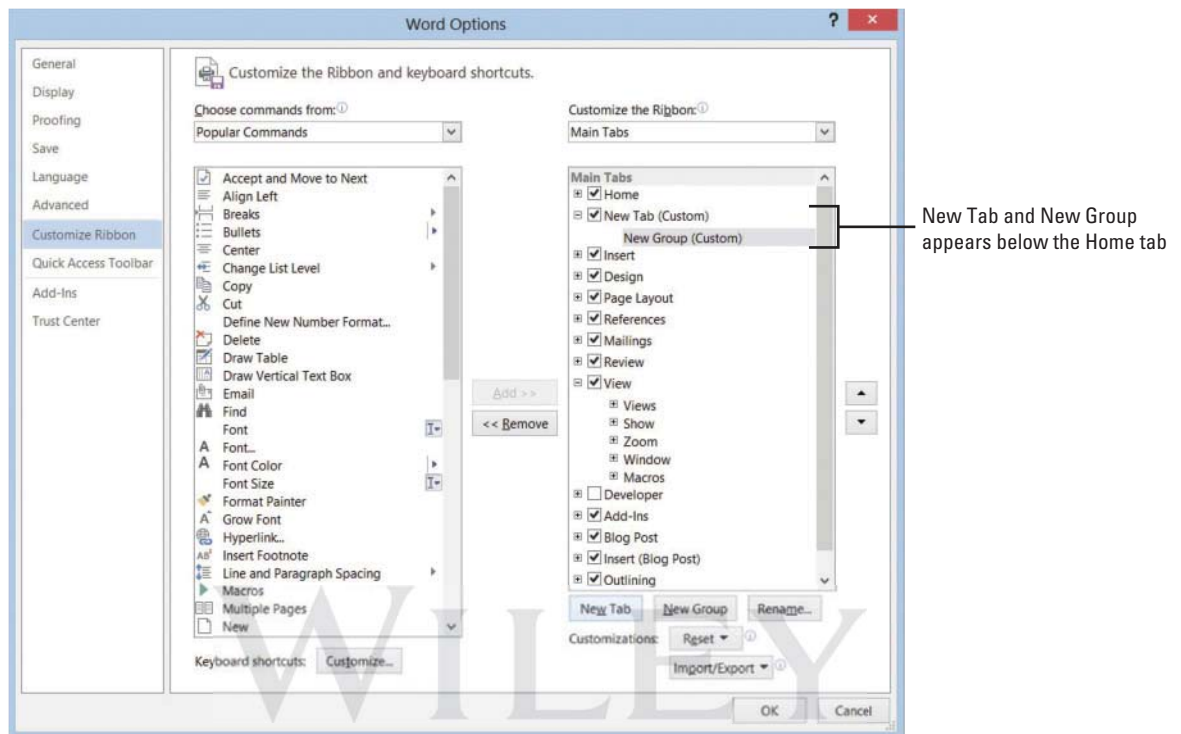 Word Options
?
×
General
Display
Proofing
Save
Language
Advanced
Customize Ribbon
Quick Access Toolbar
Add-Ins
Trust Center
Customize the Ribbon and keyboard shortcuts.
Choose commands from:
Popular Commands
Accept and Move to Next
Align Left
Breaks
Bullets
Center
Change List Level
Copy
Cut
Define New Number Format...
Delete
Draw Table
Draw Vertical Text Box
Email
Find
Font
Font...
Font Color
Font Size
Format Painter
Grow Font
Hyperlink...
Insert Footnote
Line and Paragraph Spacing
Macros
Multiple Pages
New
Keyboard shortcuts: Customize...
Add >>
<< Remove
Customize the Ribbon:
Main Tabs
Main Tabs
Home
New Tab (Custom)
New Group (Custom)
Insert
Design
Page Layout
References
Mailings
Review
View
Views
Show
Zoom
Window
Macros
Developer
Add-Ins
Blog Post
Insert (Blog Post)
Outlining
New Tab New Group Rename...
Customizations: Reset
Import/Export
OK Cancel
New Tab and New Group
appears below the Home tab
WILEY